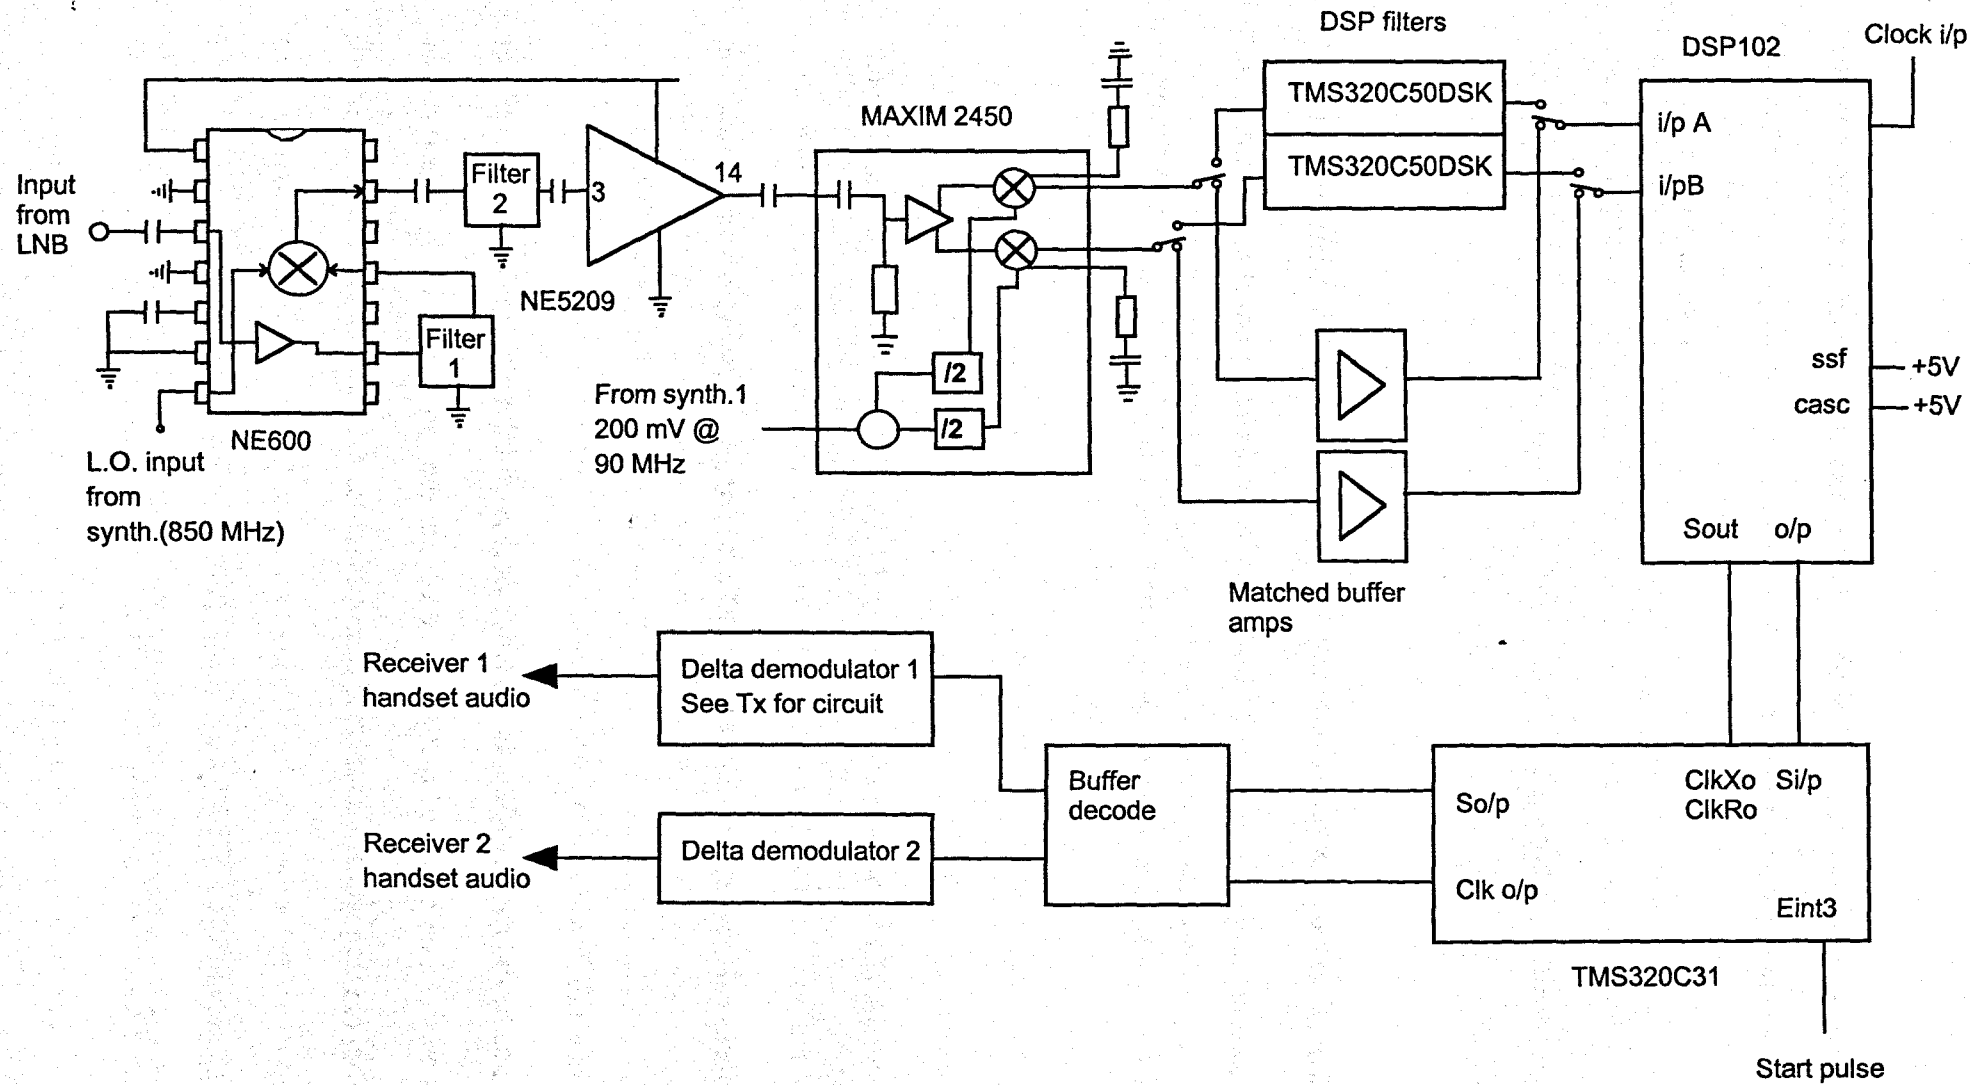 DSP filters
DSP102
Clock i/p
TMS320C50DSK
MAXIM 2450
i/p A
TMS320C50DSK
Input
from
LNB
Filter
2
3
14
i/pB
NE5209
Filter
1
/2
ssf
+5V
From synth.1
200 mV @
90 MHz
casc
+5V
/2
NE600
L.O. input
from
synth.(850 MHz)
Sout
o/p
Matched buffer
amps
Receiver 1
handset audio
Delta demodulator 1
See Tx for circuit
Buffer
decode
ClkXo
ClkRo
Si/p
So/p
Receiver 2
handset audio
Delta demodulator 2
Clk o/p
Eint3
TMS320C31
Start pulse